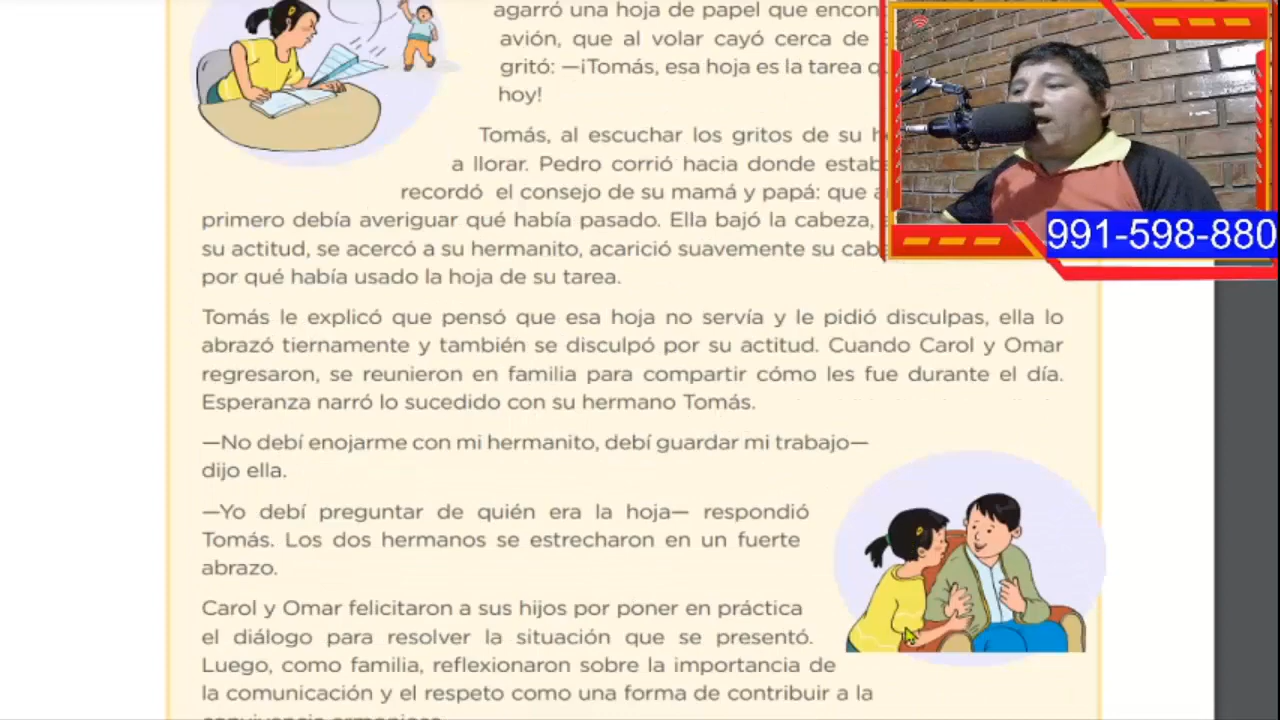 agarró una hoja de papel que
avión, que al volar cayó cerca de
gritó: —¡Tomás, esa hoja es la tarea
hoy!
Tomás, al escuchar los gritos de su
a llorar. Pedro corrió hacia donde
recordó el consejo de su mamá y papá: que
primero debía averiguar qué había pasado. Ella bajó la cabeza,
su actitud, se acercó a su hermanito, acarició suavemente su
por qué había usado la hoja de su tarea.
Tomás le explicó que pensó que esa hoja no servía y le pidió disculpas, ella lo
abrazó tiernamente y también se disculpó por su actitud. Cuando Carol y Omar
regresaron, se reunieron en familia para compartir cómo les fue durante el día.
Esperanza narró lo sucedido con su hermano Tomás.
—No debí enojarme con mi hermanito, debí guardar mi trabajo—
dijo ella.
—Yo debí preguntar de quién era la hoja— respondió
Tomás. Los dos hermanos se estrecharon en un fuerte
abrazo.
Carol y Omar felicitaron a sus hijos por poner en práctica
el diálogo para resolver la situación que se presentó.
Luego, como familia, reflexionaron sobre la importancia de
la comunicación y el respeto como una forma de contribuir a la
991-598-880